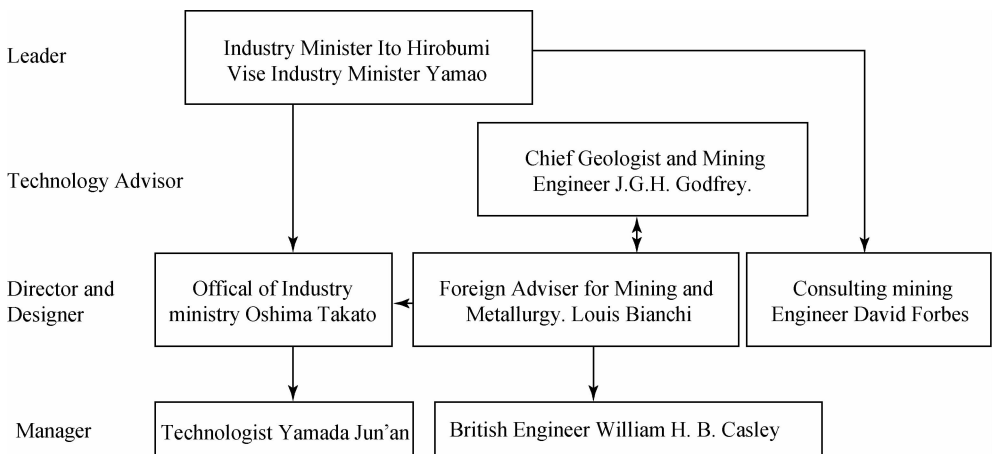 Leader
Industry Minister Ito Hirobumi
Vise Industry Minister Yamao
Technology Advisor
Chief Geologist and Mining
Engineer J.G.H. Godfrey.
Director and
Designer
Offical of Industry
ministry Oshima Takato
Foreign Adviser for Mining and
Metallurgy. Louis Bianchi
Consulting mining
Engineer David Forbes
Manager
Technologist Yamada Jun’an
British Engineer William H. B. Casley